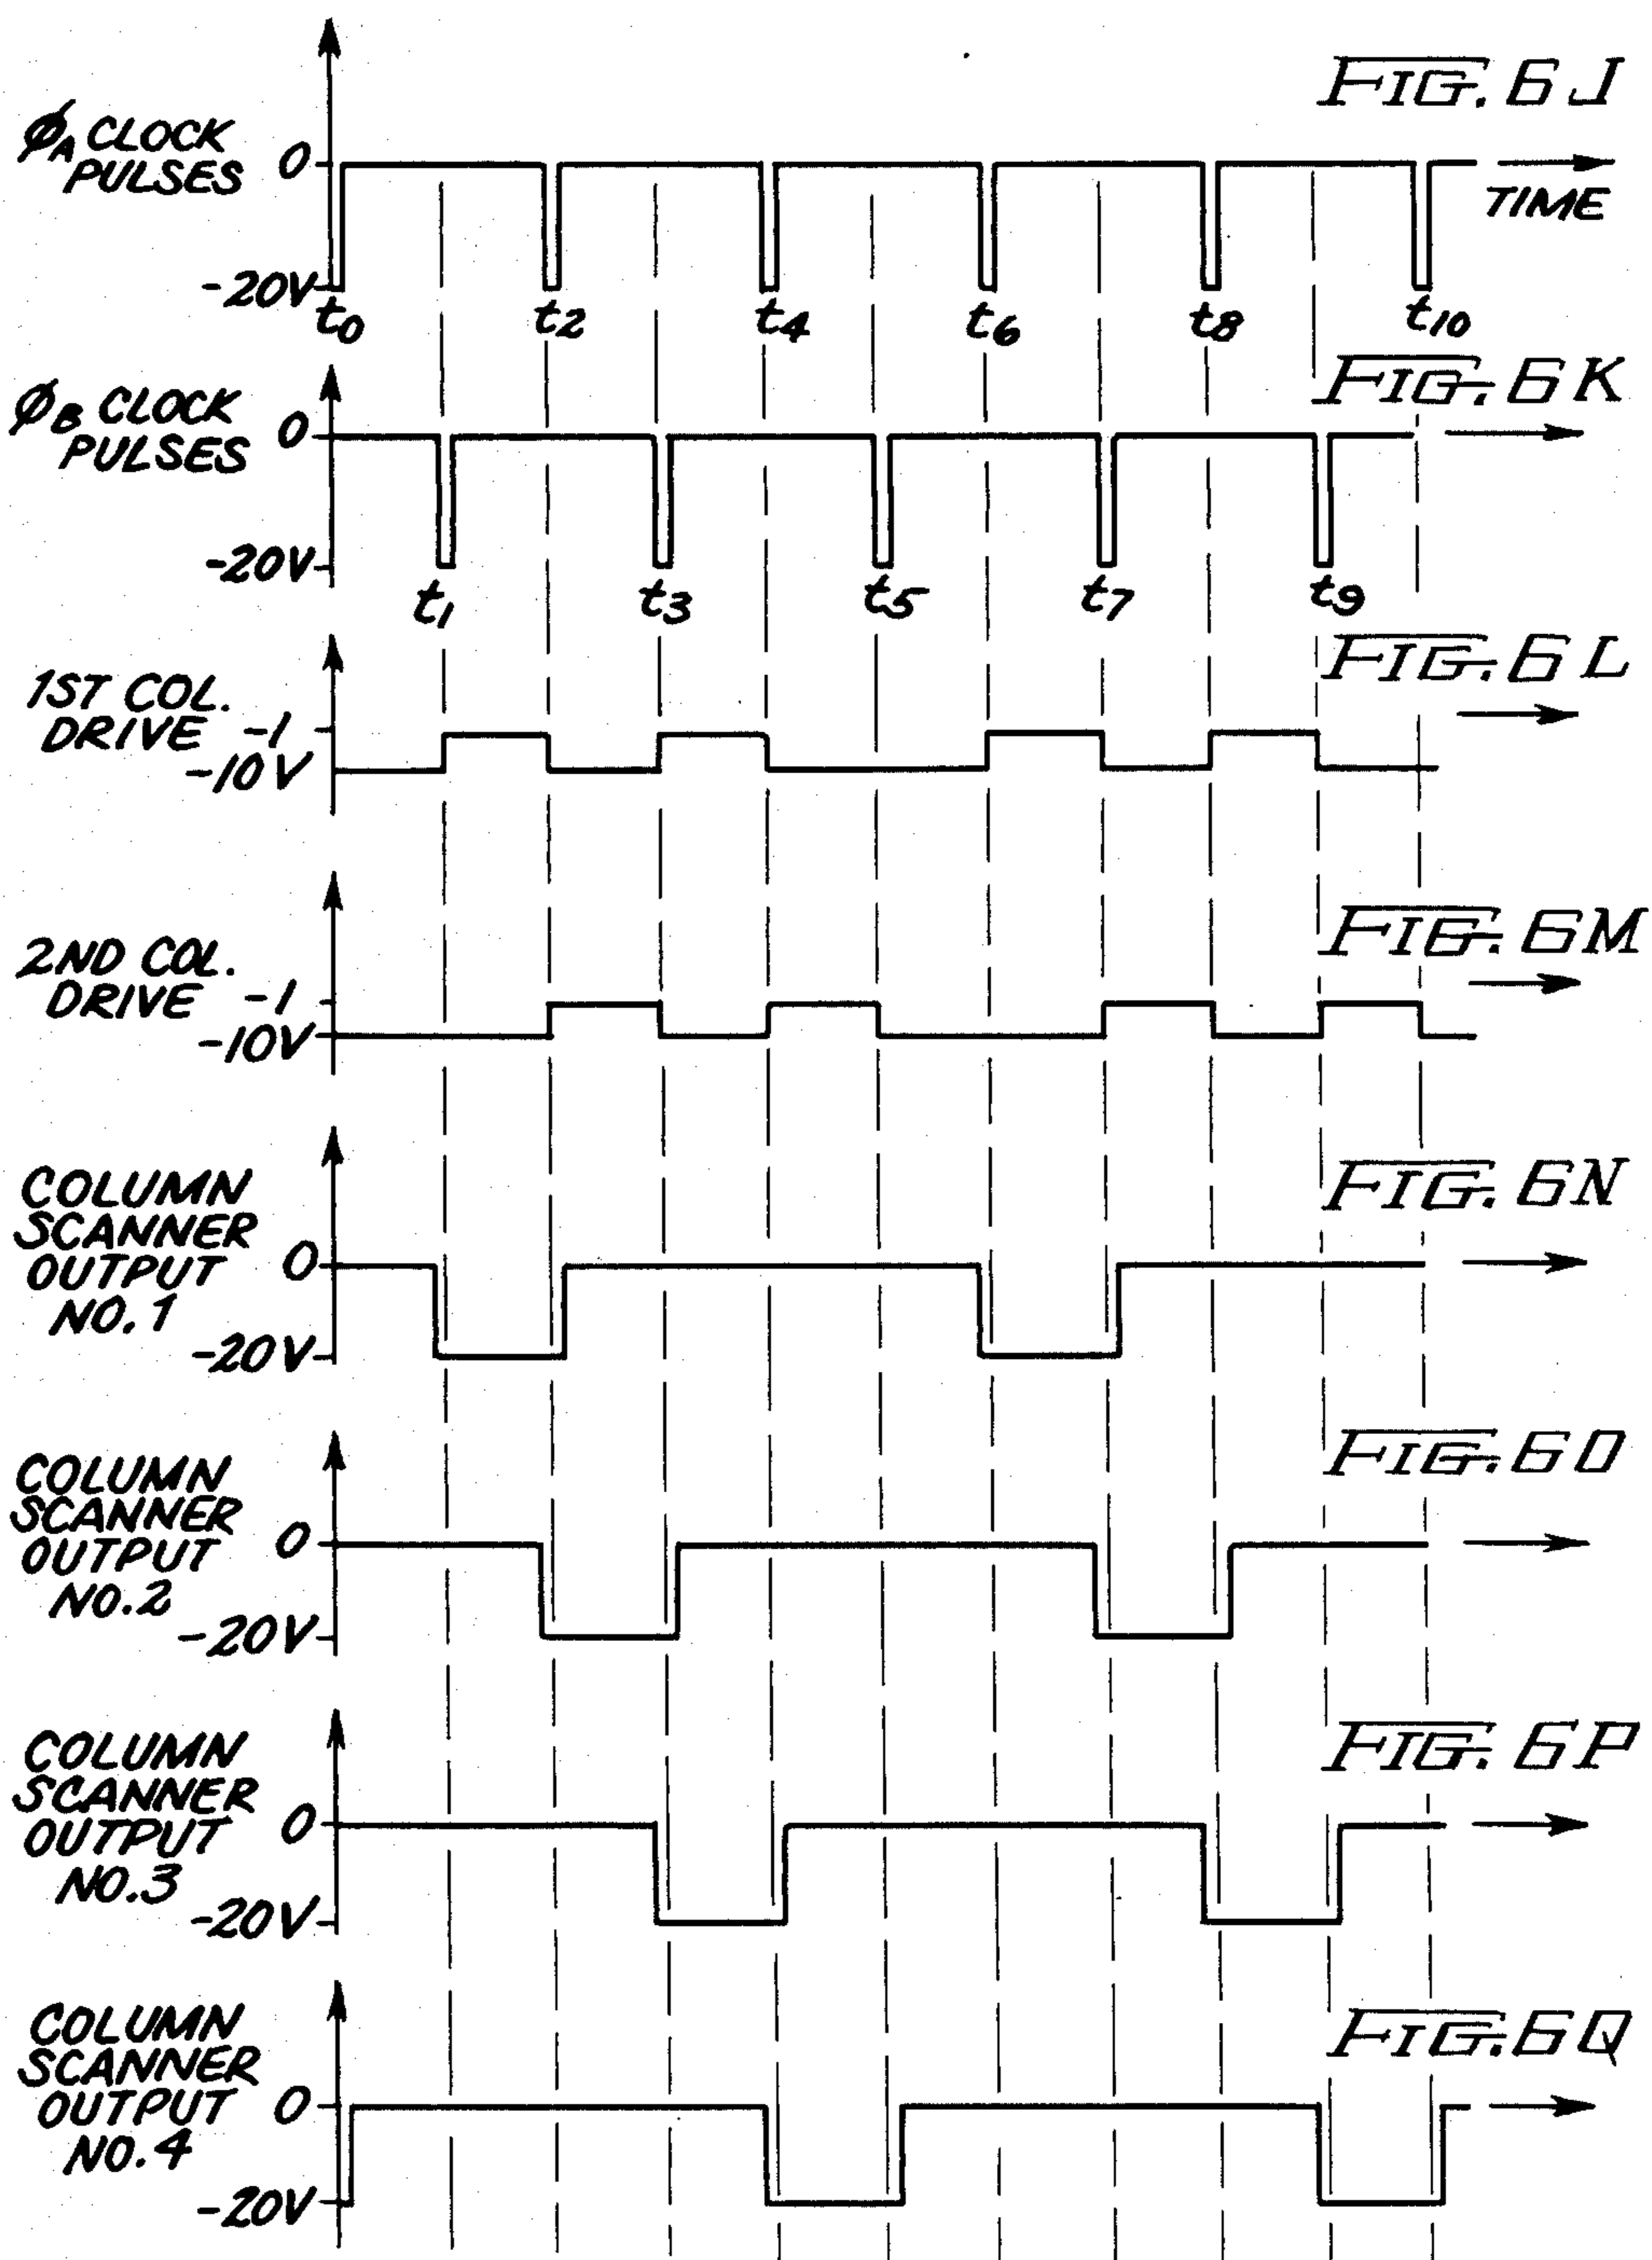 FIG. 6J
φA CLOCK
PULSES
0
TIME
-20V
t0
t2
t4
t6
t8
t10
FIG. 6K
φB CLOCK
PULSES
0
-20V
t1
t3
t5
t7
t9
FIG. 6L
1ST COL.
DRIVE
-1
-10V
FIG. 6M
2ND COL.
DRIVE
-1
-10V
FIG. 6N
COLUMN
SCANNER
OUTPUT
NO. 1
0
-20V
FIG. 6O
COLUMN
SCANNER
OUTPUT
NO. 2
0
-20V
FIG. 6P
COLUMN
SCANNER
OUTPUT
NO. 3
0
-20V
FIG. 6Q
COLUMN
SCANNER
OUTPUT
NO. 4
0
-20V